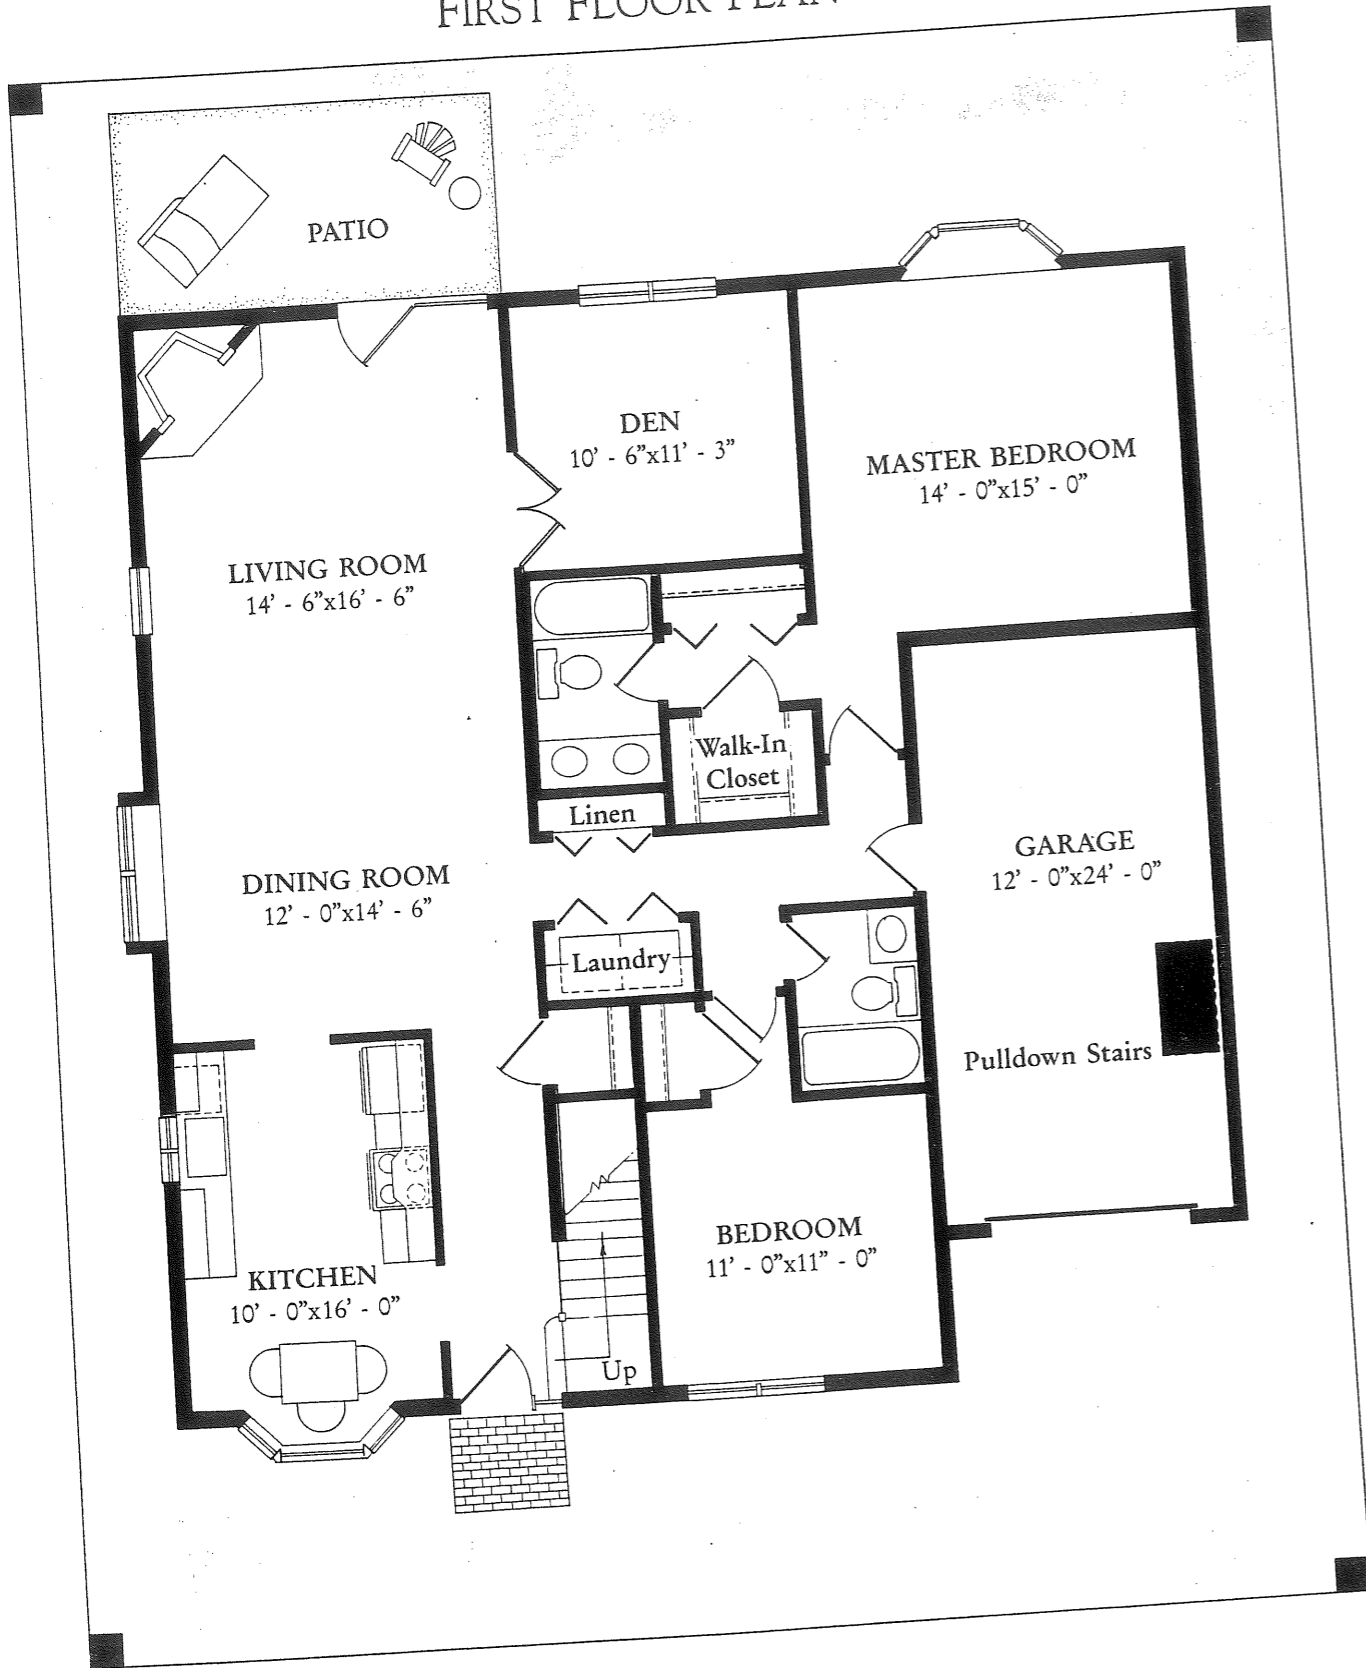 FIRST FLOOR PLAN
PATIO
DEN
10' - 6"x11' - 3"
MASTER BEDROOM
14' - 0"x15' - 0"
LIVING ROOM
14' - 6"x16' - 6"
Walk-In
Closet
Linen
GARAGE
12' - 0"x24' - 0"
DINING ROOM
12' - 0"x14' - 6"
Laundry
Pulldown Stairs
BEDROOM
11' - 0"x11" - 0"
KITCHEN
10' - 0"x16' - 0"
Up